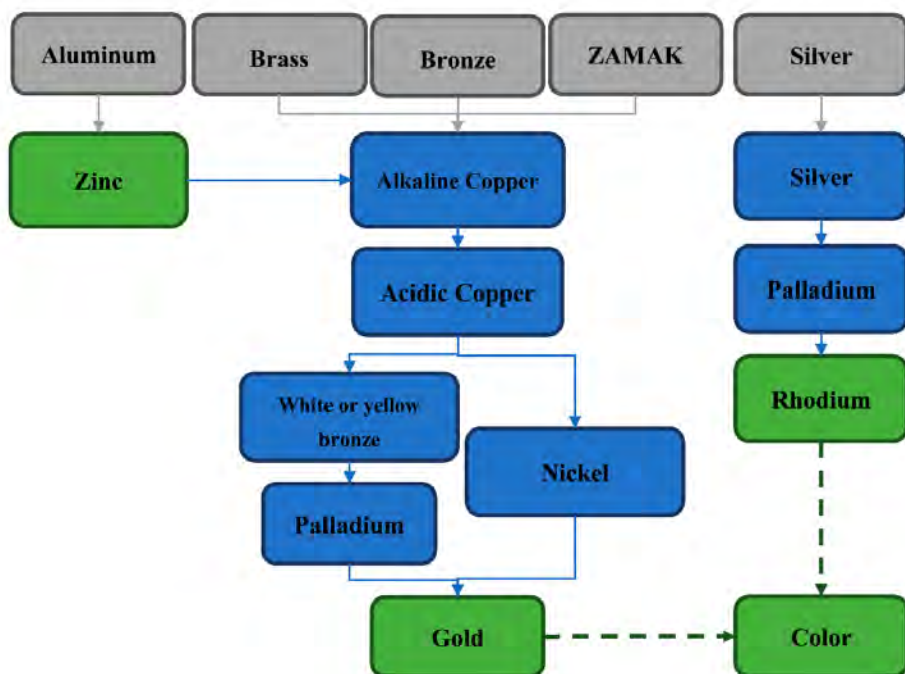 Aluminum
Brass
Bronze
ZAMAK
Silver
Zinc
Alkaline Copper
Silver
Acidic Copper
Palladium
White or yellow
bronze
Rhodium
Nickel
Palladium
Gold
Color